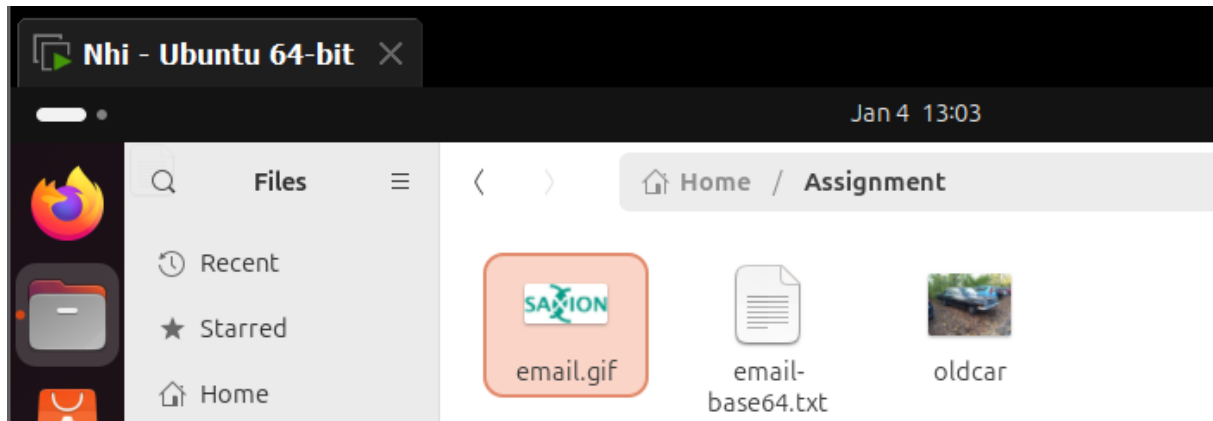 Nhi - Ubuntu 64-bit
Jan 4 13:03
Files
Home / Assignment
Recent
Starred
Home
SAXION
email.gif
email-
base64.txt
oldcar